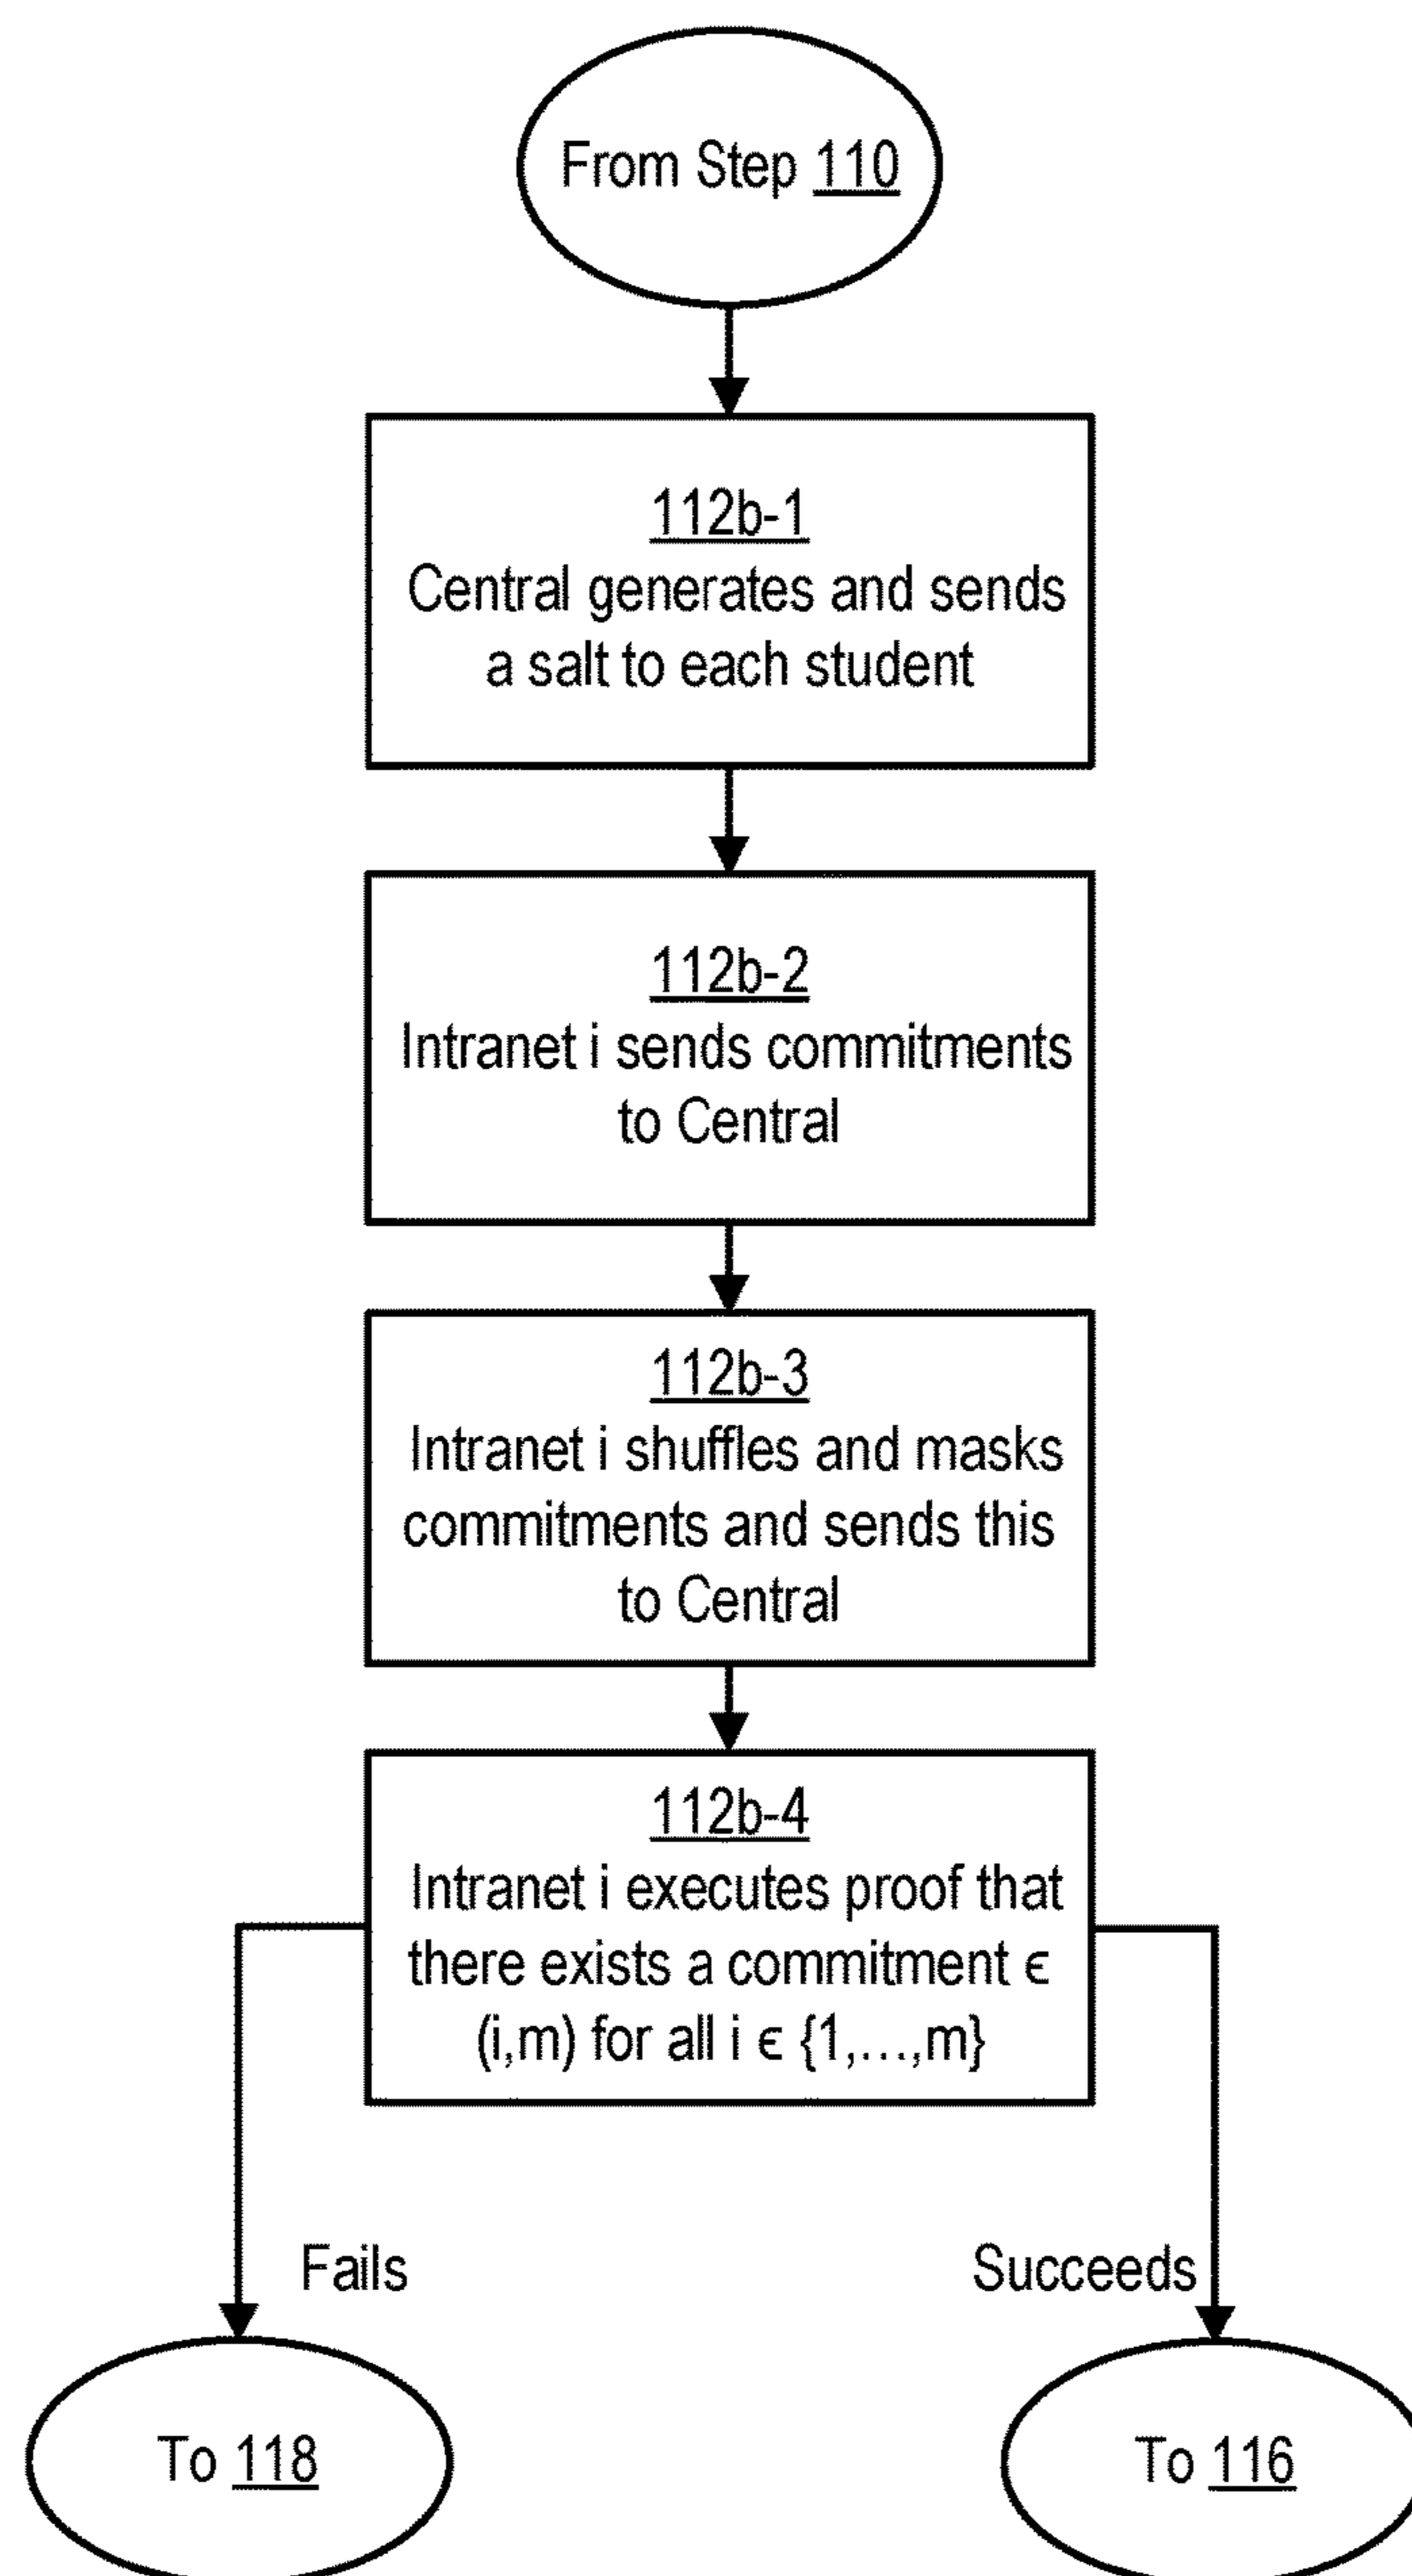 From Step 110
112b-1
Central generates and sends
a salt to each student
112b-2
Intranet i sends commitments
to Central
112b-3
Intranet i shuffles and masks
commitments and sends this
to Central
112b-4
Intranet i executes proof that
there exists a commitment ϵ
(i,m) for all i ϵ {1,…,m}
Fails
Succeeds
To 118
To 116